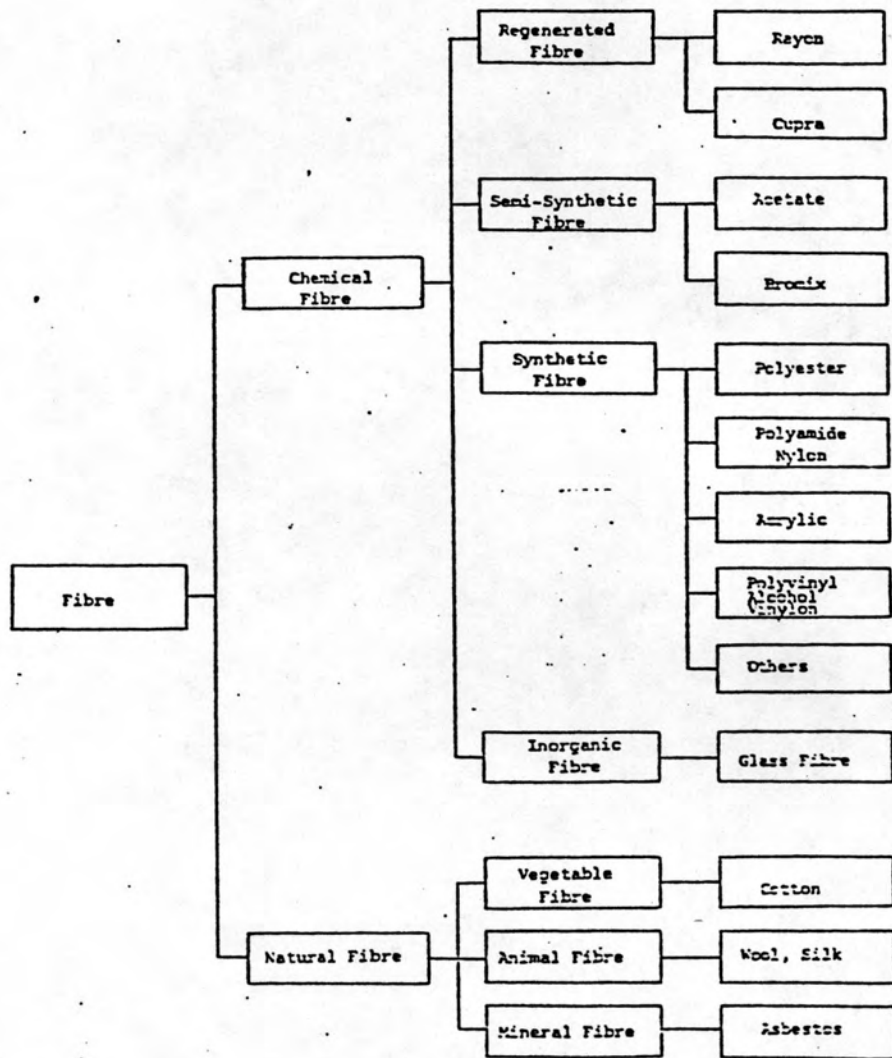 Regenerated
Fibre
Rayon
Cupra
Semi-Synthetic
Fibre
Acetate
Promix
Chemical
Fibre
Synthetic
Fibre
Polyester
Polyamide
Nylon
Acrylic
Fibre
Polyvinyl
Alcohol
Vinylon
Others
Inorganic
Fibre
Glass Fibre
Vegetable
Fibre
Cotton
Natural Fibre
Animal Fibre
Wool, Silk
Mineral Fibre
Asbestos